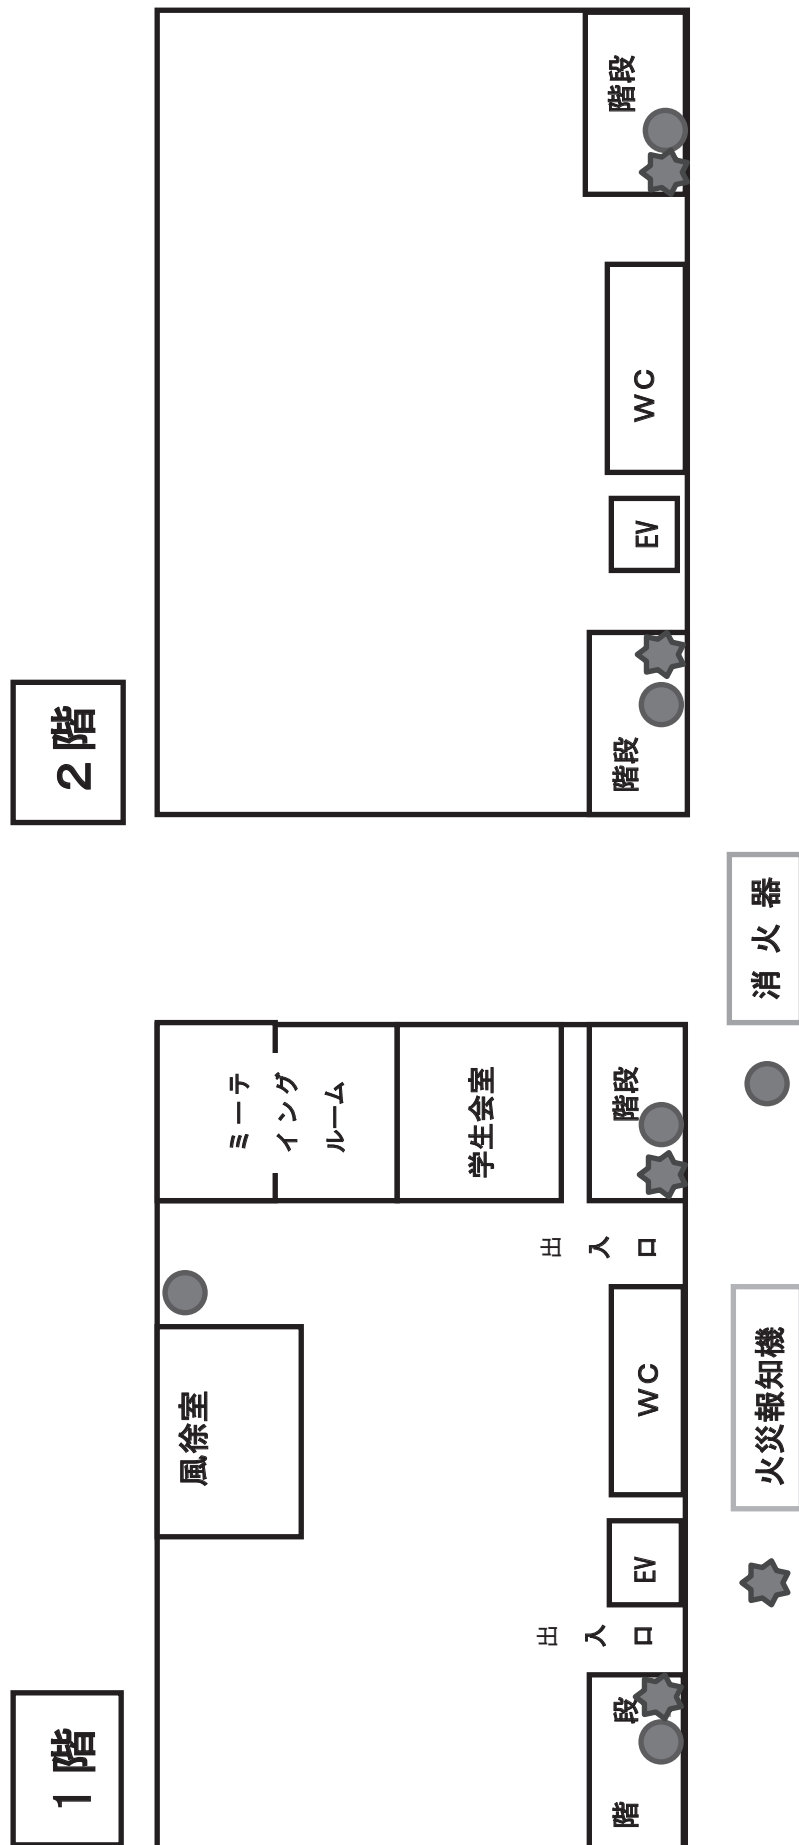 1階
風徐室
ミーテ
イング
ルーム
学生会室
出入口
出入口
階 段
EV
WC
階段
2階
階段
EV
WC
階段
火災報知機
消火器